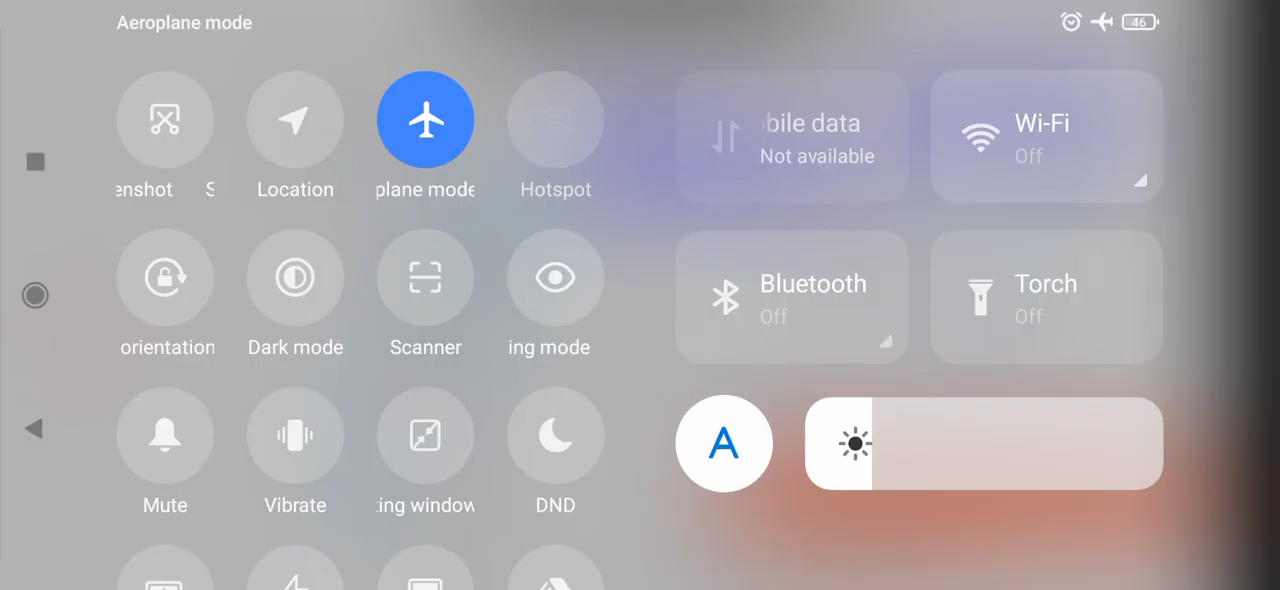 Aeroplane mode
46
enshot S
Location
plane mode
Hotspot
bile data
Not available
Wi-Fi
Off
orientation
Dark mode
Scanner
ing mode
Bluetooth
Off
Torch
Off
A
Mute
Vibrate
ing window
DND